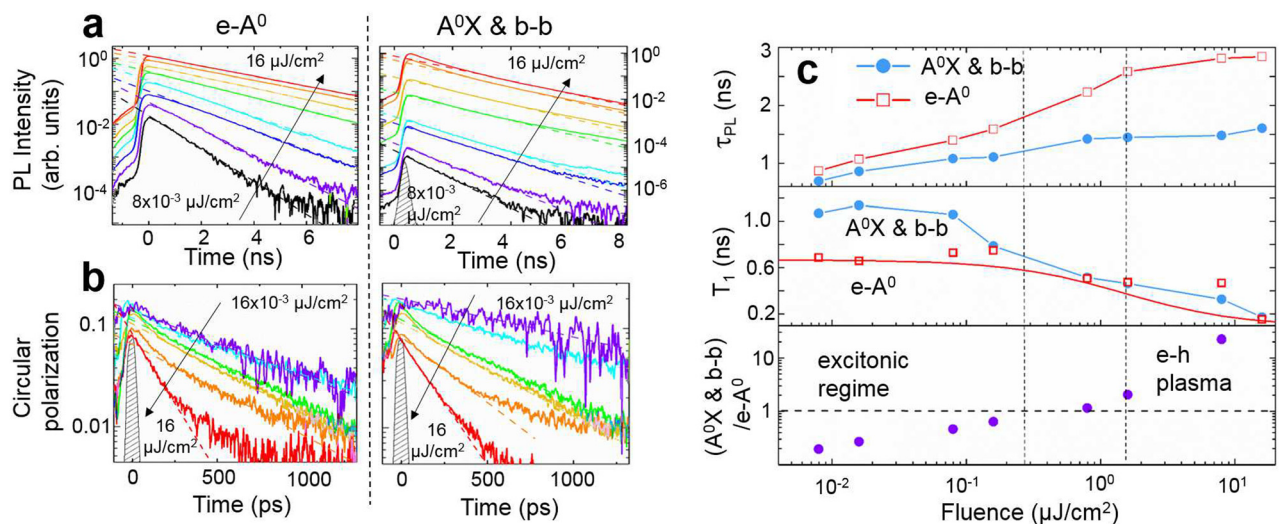 a
e-A⁰
A⁰X & b-b
PL Intensity
(arb. units)
10⁰
10⁻²
10⁻⁴
16 µJ/cm²
8x10⁻³ µJ/cm²
0 2 4 6
Time (ns)
16 µJ/cm²
8x10⁻³
µJ/cm²
10⁰
10⁻²
10⁻⁴
10⁻⁶
0 2 4 6 8
Time (ns)
b
Circular
polarization
0.1
0.01
16x10⁻³ µJ/cm²
16
µJ/cm²
0 500 1000
Time (ps)
16x10⁻³ µJ/cm²
16
µJ/cm²
0 500 1000
Time (ps)
c
τPL (ns)
3
2
1
A⁰X & b-b
e-A⁰
T₁ (ns)
1.0
0.6
0.2
A⁰X & b-b
e-A⁰
(A⁰X & b-b)
/e-A⁰
10
1
excitonic
regime
e-h
plasma
10⁻² 10⁻¹ 10⁰ 10¹
Fluence (µJ/cm²)